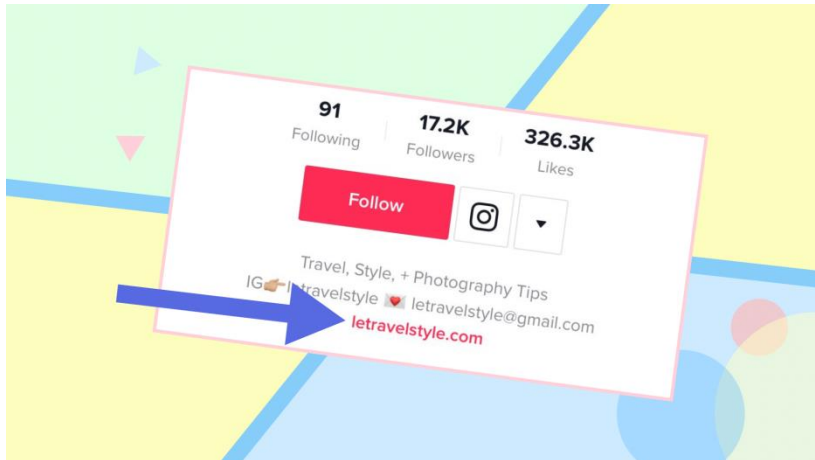 91 17.2K 326.3K
Following Followers Likes
Follow
Travel, Style, + Photography Tips
IG👉🏼letravelstyle 💌 letravelstyle@gmail.com
letravelstyle.com